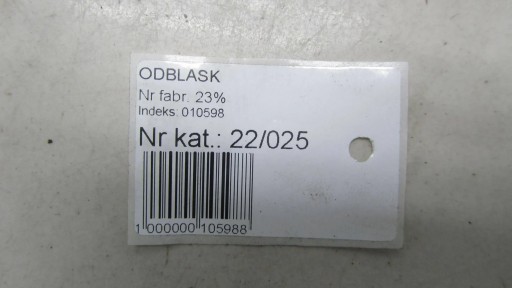 ODBLASK
Nr fabr. 23%
Indeks: 010598
Nr kat.: 22/025
1 000000 105988